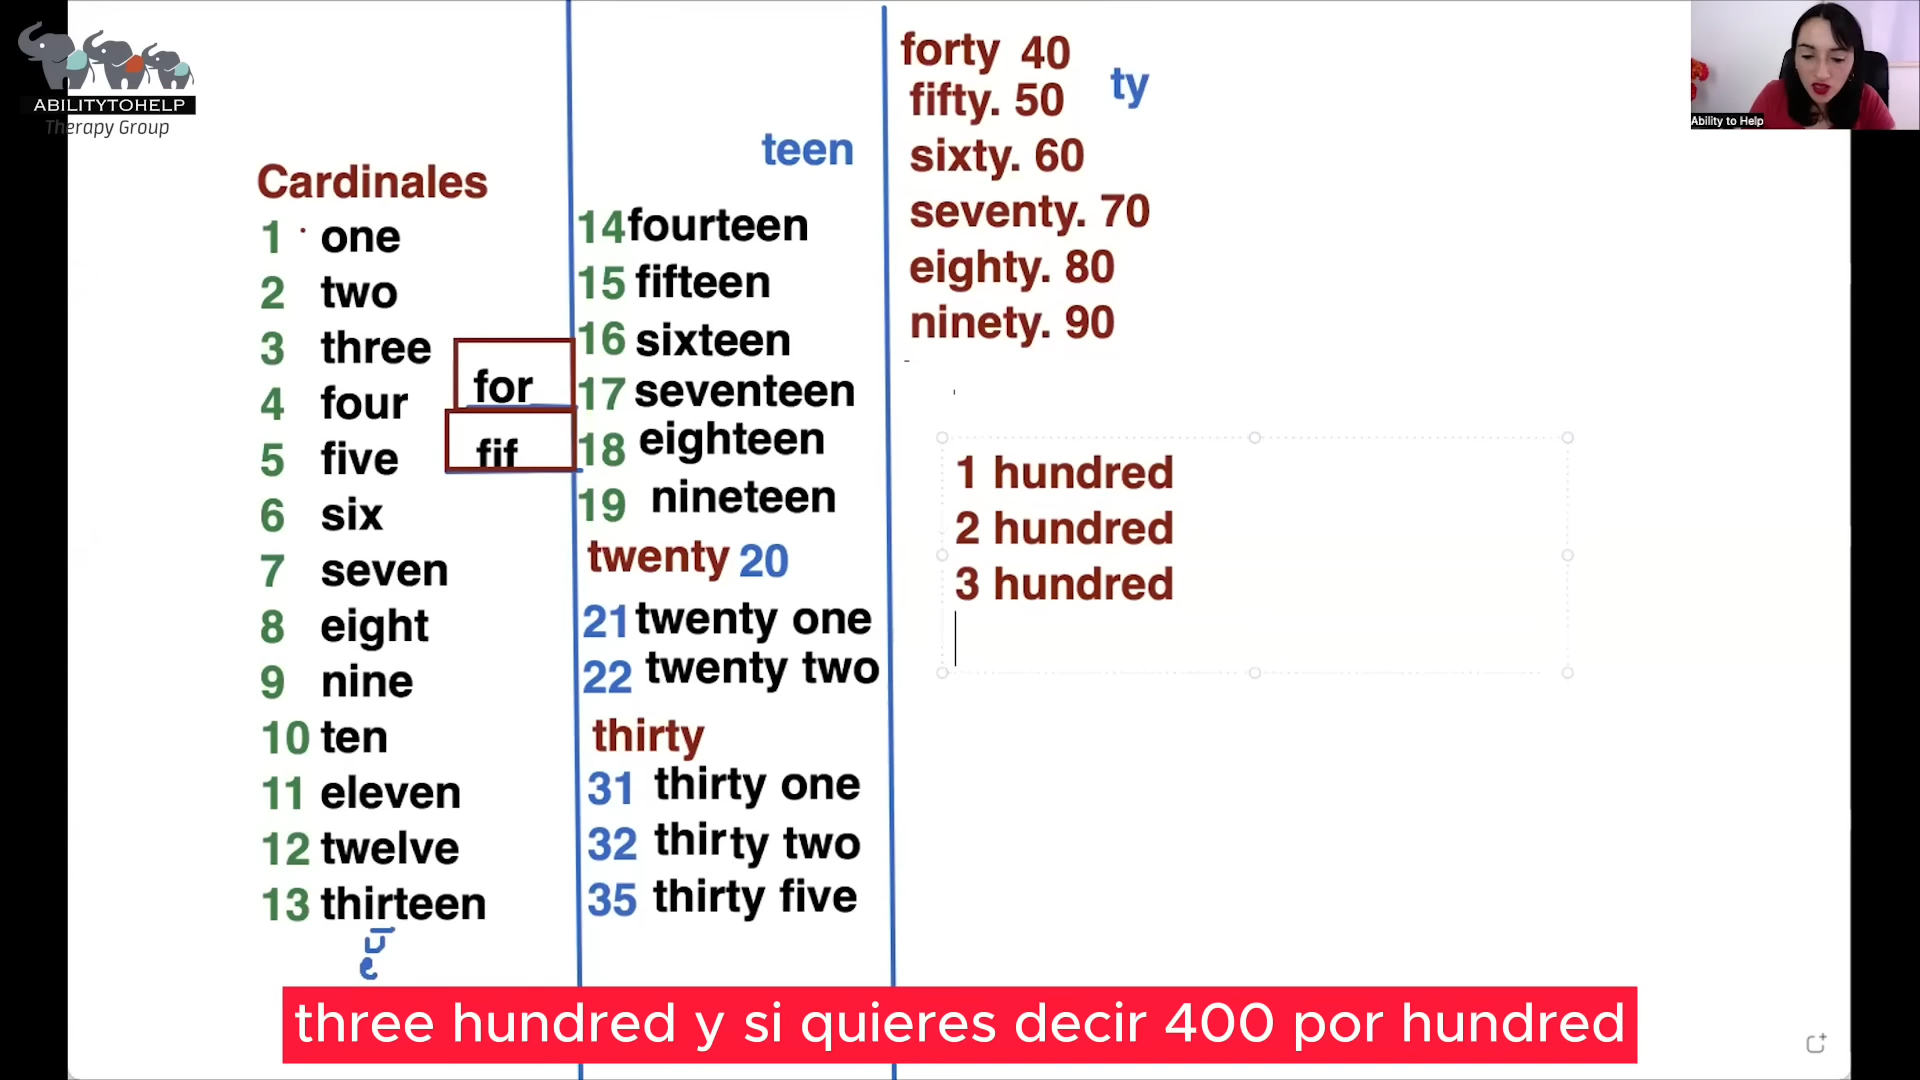 ABILITYTOHELP
Therapy Group
Cardinales
1 one
2 two
3 three
4 four
5 five
6 six
7 seven
8 eight
9 nine
10 ten
11 eleven
12 twelve
13 thirteen
for
fif
teen
14 fourteen
15 fifteen
16 sixteen
17 seventeen
18 eighteen
19 nineteen
twenty 20
21 twenty one
22 twenty two
thirty
31 thirty one
32 thirty two
35 thirty five
forty 40
fifty. 50
ty
sixty. 60
seventy. 70
eighty. 80
ninety. 90
1 hundred
2 hundred
3 hundred
Ability to Help
three hundred y si quieres decir 400 por hundred